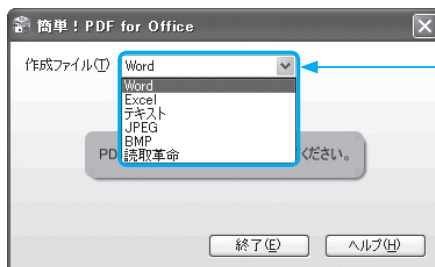 簡単！PDF for Office
作成ファイル(T) Word
Word
Excel
テキスト
JPEG
BMP
読取革命
PD ください。
終了(E) ヘルプ(H)